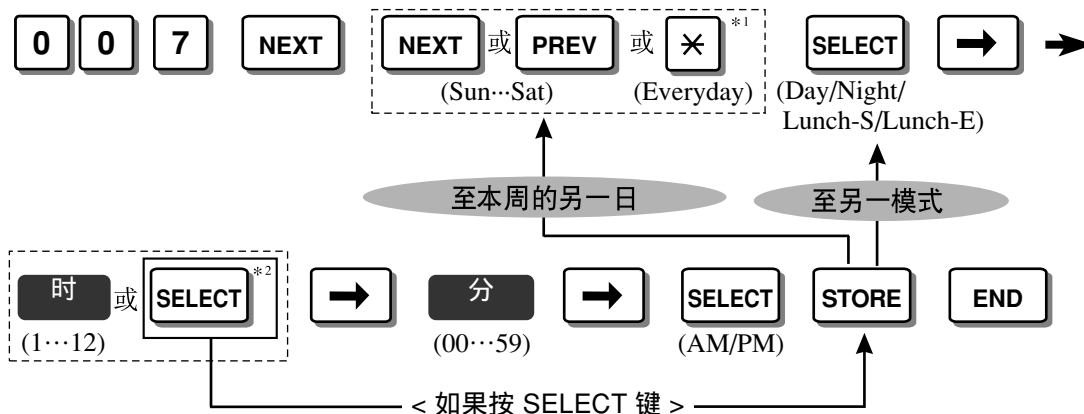 0 0 7 NEXT NEXT 或 PREV 或 ✳ *1 SELECT → →
(Sun···Sat) (Everyday) (Day/Night/
Lunch-S/Lunch-E)
至本周的另一日 至另一模式
时 或 SELECT *2 → 分 → SELECT STORE END
(1···12) (00···59) (AM/PM)
< 如果按 SELECT 键 >